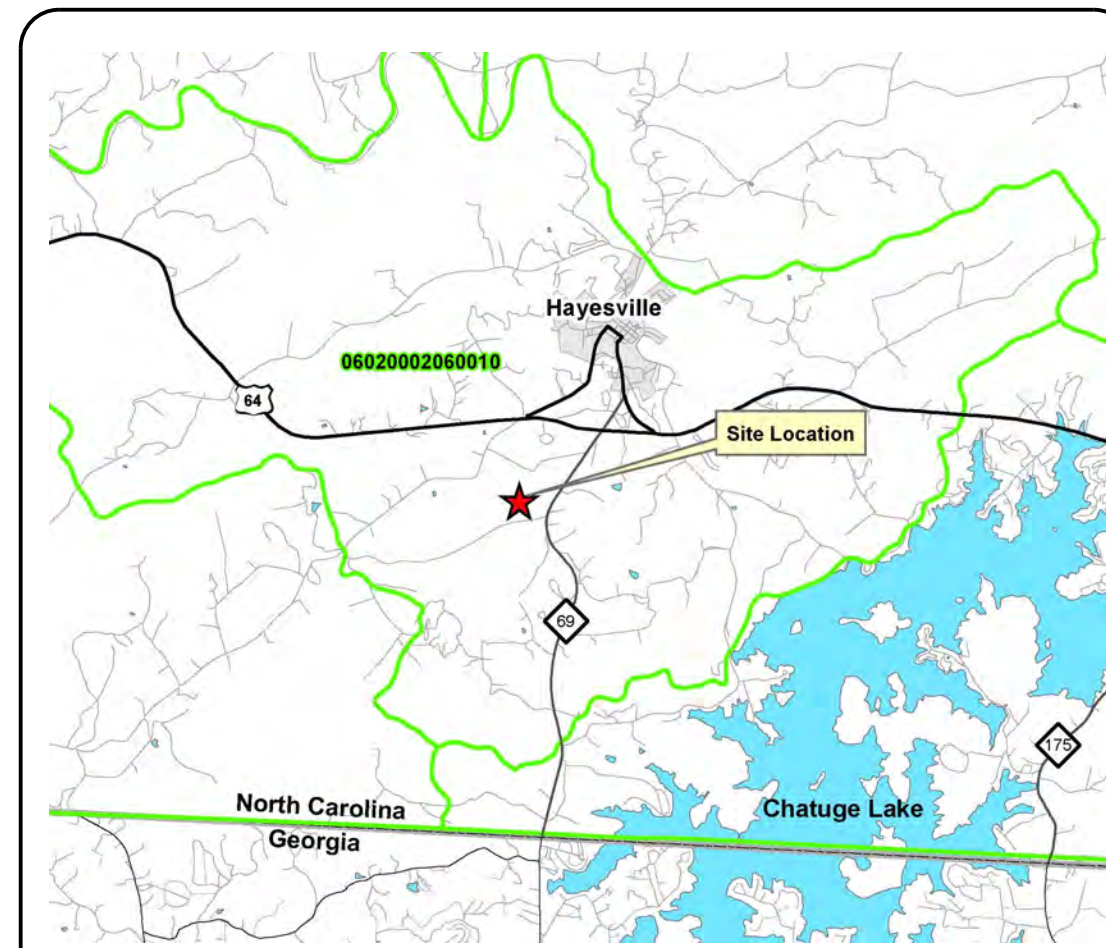 Hayesville
06020002060010
64
Site Location
69
175
North Carolina
Chatuge Lake
Georgia